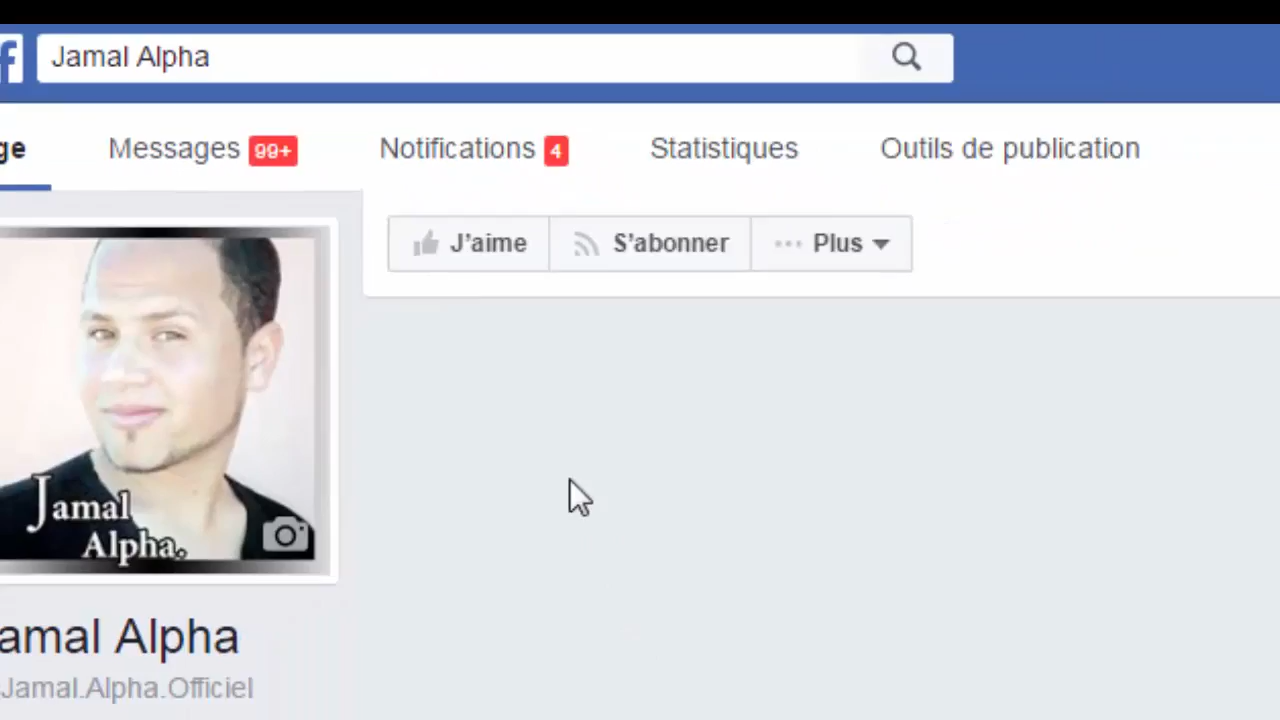 f Jamal Alpha
ge Messages 99+ Notifications 4 Statistiques Outils de publication
J'aime S'abonner Plus
Jamal
Alpha.
amal Alpha
Jamal.Alpha.Officiel